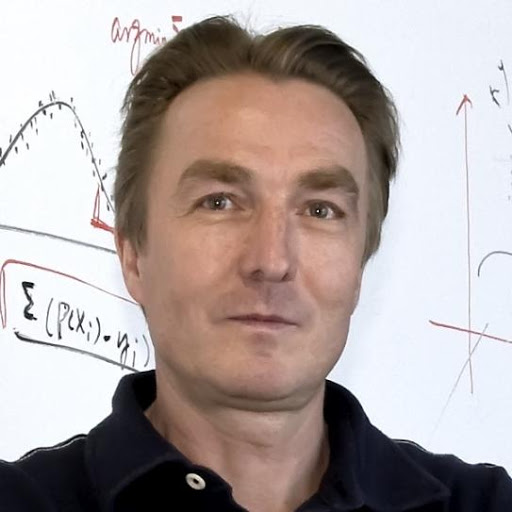 argmin
y
Σ (p(xᵢ) - yᵢ)